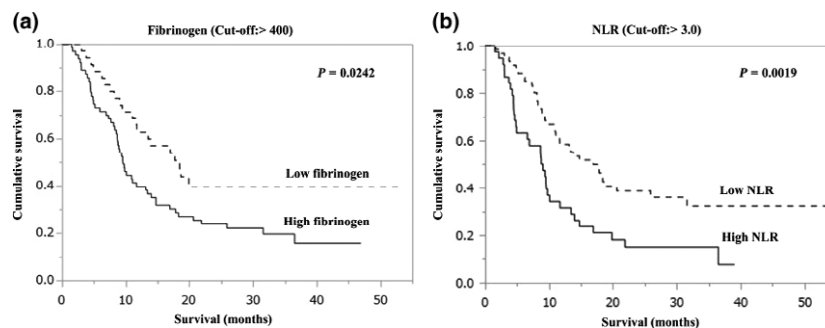 (a)
Fibrinogen (Cut-off:> 400)
P = 0.0242
Cumulative survival
1.0
0.8
0.6
0.4
0.2
0.0
Low fibrinogen
High fibrinogen
0 10 20 30 40 50
Survival (months)
(b)
NLR (Cut-off:> 3.0)
P = 0.0019
Cumulative survival
1.0
0.8
0.6
0.4
0.2
0.0
Low NLR
High NLR
0 10 20 30 40 50
Survival (months)